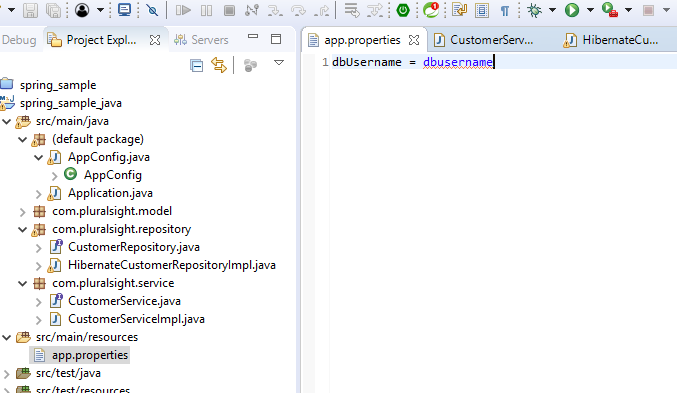 Debug Project Expl... Servers
app.properties CustomerServ... HibernateCu...
1 dbUsername = dbusername
spring_sample
spring_sample_java
src/main/java
(default package)
AppConfig.java
AppConfig
Application.java
com.pluralsight.model
com.pluralsight.repository
CustomerRepository.java
HibernateCustomerRepositoryImpl.java
com.pluralsight.service
CustomerService.java
CustomerServiceImpl.java
src/main/resources
app.properties
src/test/java
src/test/resources